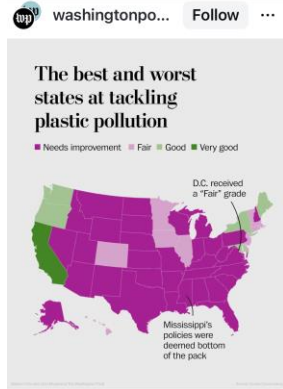 wp
washingtonpo... Follow ...
The best and worst
states at tackling
plastic pollution
Needs improvement Fair Good Very good
D.C. received
a “Fair” grade
Mississippi's
policies were
deemed bottom
of the pack